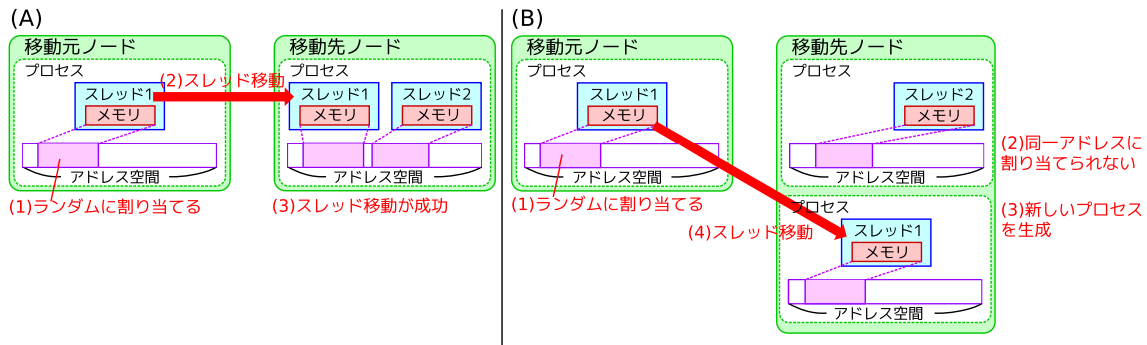 (A)
移動元ノード
プロセス
スレッド1
メモリ
アドレス空間
(1)ランダムに割り当てる
(2)スレッド移動
移動先ノード
プロセス
スレッド1
メモリ
スレッド2
メモリ
アドレス空間
(3)スレッド移動が成功
(B)
移動元ノード
プロセス
スレッド1
メモリ
アドレス空間
(1)ランダムに割り当てる
移動先ノード
プロセス
スレッド2
メモリ
アドレス空間
(2)同一アドレスに
割り当てられない
(3)新しいプロセス
を生成
(4)スレッド移動
プロセス
スレッド1
メモリ
アドレス空間